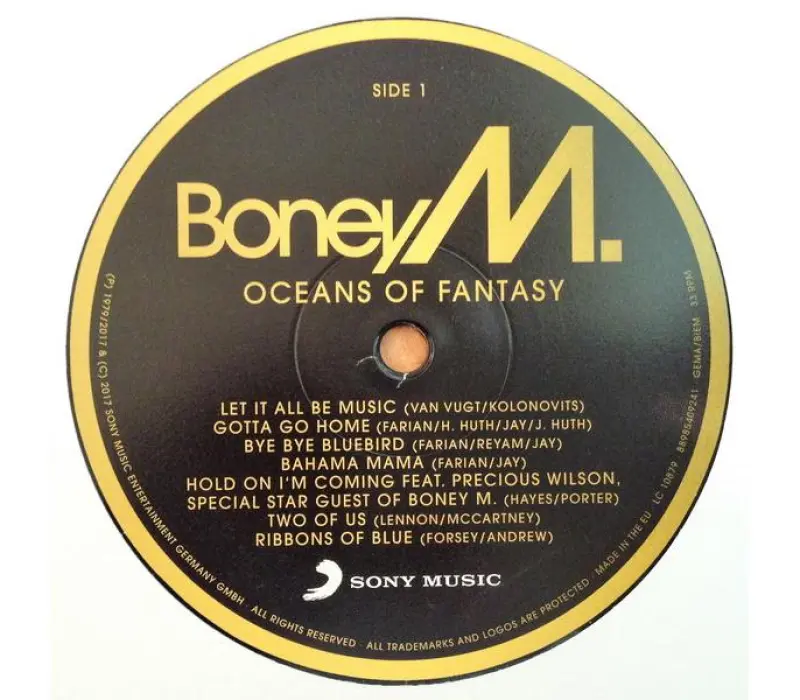 SIDE 1
Boney M.
OCEANS OF FANTASY
LET IT ALL BE MUSIC (VAN VUGT/KOLONOVITS)
GOTTA GO HOME (FARIAN/H. HUTH/JAY/J. HUTH)
BYE BYE BLUEBIRD (FARIAN/REYAM/JAY)
BAHAMA MAMA (FARIAN/JAY)
HOLD ON I'M COMING FEAT. PRECIOUS WILSON,
SPECIAL STAR GUEST OF BONEY M. (HAYES/PORTER)
TWO OF US (LENNON/MCCARTNEY)
RIBBONS OF BLUE (FORSEY/ANDREW)
SONY MUSIC
(P) 1979/2017 & (C) 2017 SONY MUSIC ENTERTAINMENT GERMANY GMBH · ALL RIGHTS RESERVED · ALL TRADEMARKS AND LOGOS ARE PROTECTED · MADE IN THE EU · LC 10879 · 88985409241 · GEMA/BIEM · 33 RPM